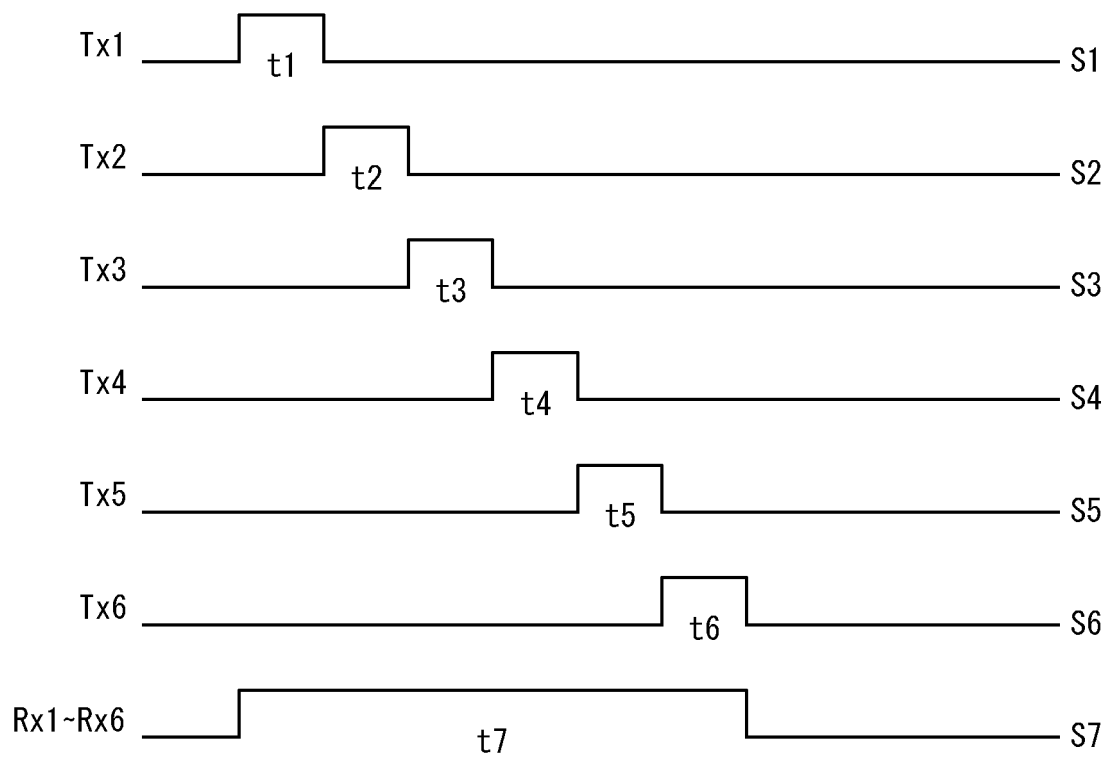 Tx1 t1 S1
Tx2 t2 S2
Tx3 t3 S3
Tx4 t4 S4
Tx5 t5 S5
Tx6 t6 S6
Rx1~Rx6 t7 S7